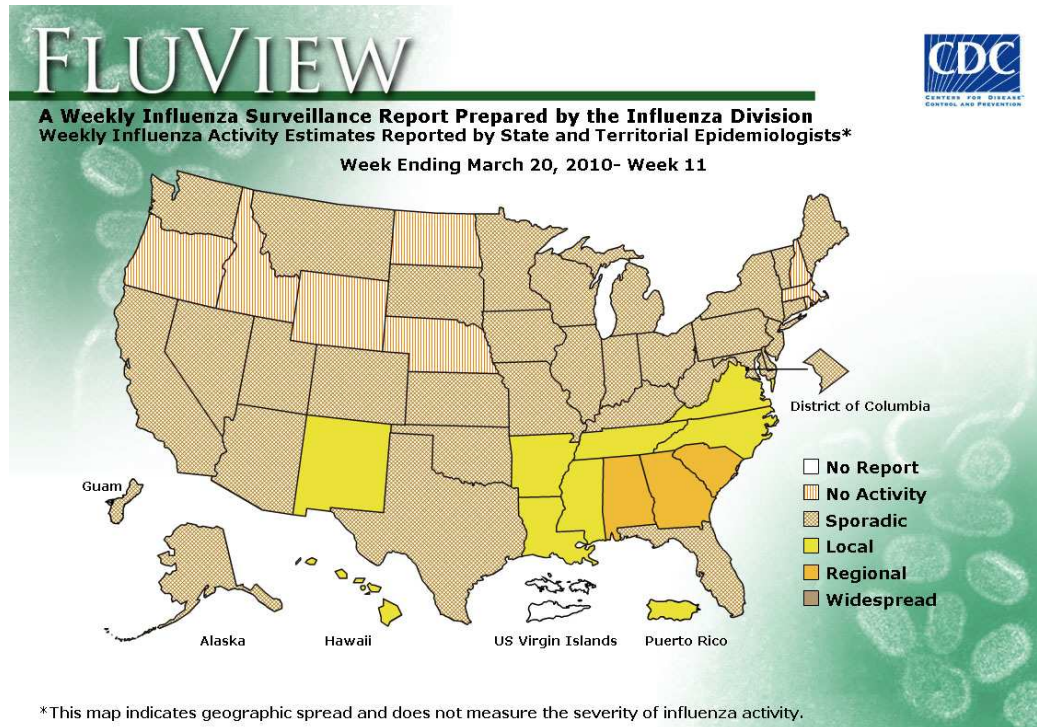 FLUVIEW
CDC
CENTERS FOR DISEASE
CONTROL AND PREVENTION
A Weekly Influenza Surveillance Report Prepared by the Influenza Division
Weekly Influenza Activity Estimates Reported by State and Territorial Epidemiologists*
Week Ending March 20, 2010- Week 11
District of Columbia
Guam
No Report
No Activity
Sporadic
Local
Regional
Widespread
Alaska
Hawaii
US Virgin Islands
Puerto Rico
*This map indicates geographic spread and does not measure the severity of influenza activity.